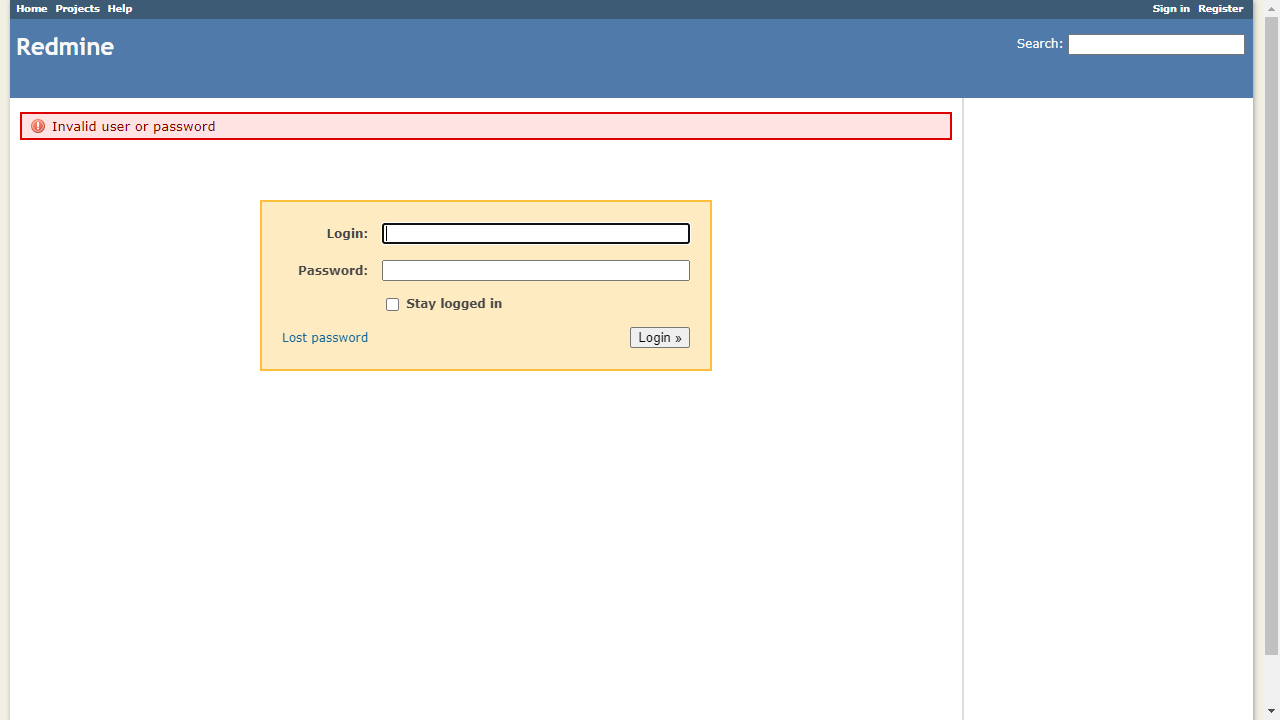 Home Projects Help Sign in Register
Redmine
Search:
Invalid user or password
Login:
Password:
Stay logged in
Lost password
Login »